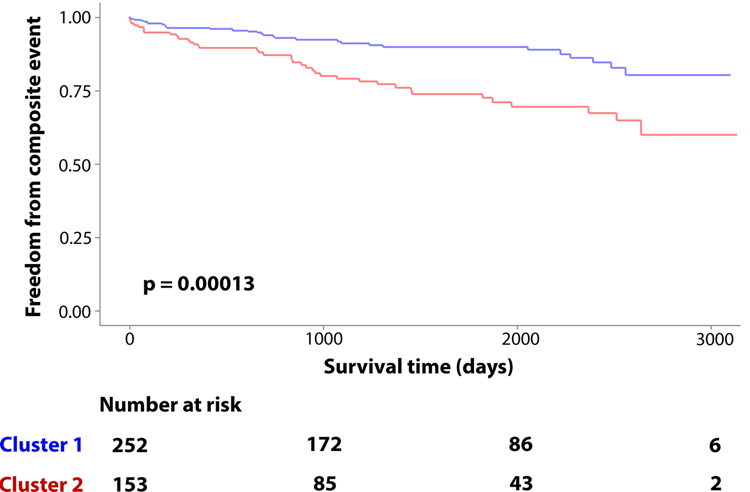 Freedom from composite event
1.00
0.75
0.50
0.25
0.00
p = 0.00013
0 1000 2000 3000
Survival time (days)
Number at risk
Cluster 1 252 172 86 6
Cluster 2 153 85 43 2